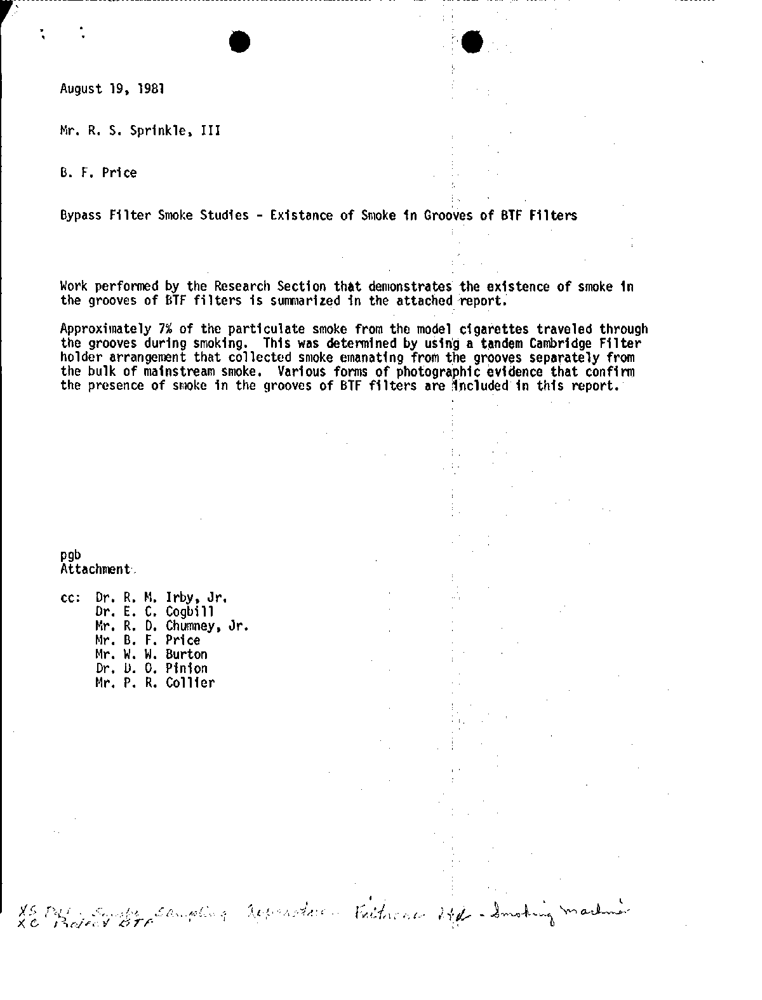 August 19, 1981
Mr. R. S. Sprinkle, III
B. F. Price
Bypass Filter Smoke Studies - Existance of Smoke in Grooves of BTF Filters
Work performed by the Research Section that demonstrates the existence of smoke in
the grooves of BTF filters is summarized in the attached report.
Approximately 7% of the particulate smoke from the model cigarettes traveled through
the grooves during smoking. This was determined by using a tandem Cambridge Filter
holder arrangement that collected smoke emanating from the grooves separately from
the bulk of mainstream smoke. Various forms of photographic evidence that confirm
the presence of smoke in the grooves of BTF filters are included in this report.
pgb
Attachment
cc: Dr. R. M. Irby, Jr.
Dr. E. C. Cogbill
Mr. R. D. Chumney, Jr.
Mr. B. F. Price
Mr. W. W. Burton
Dr. D. O. Pinion
Mr. P. R. Collier
XS Sampling Ltd - Smoking Machine
XC Project BTF